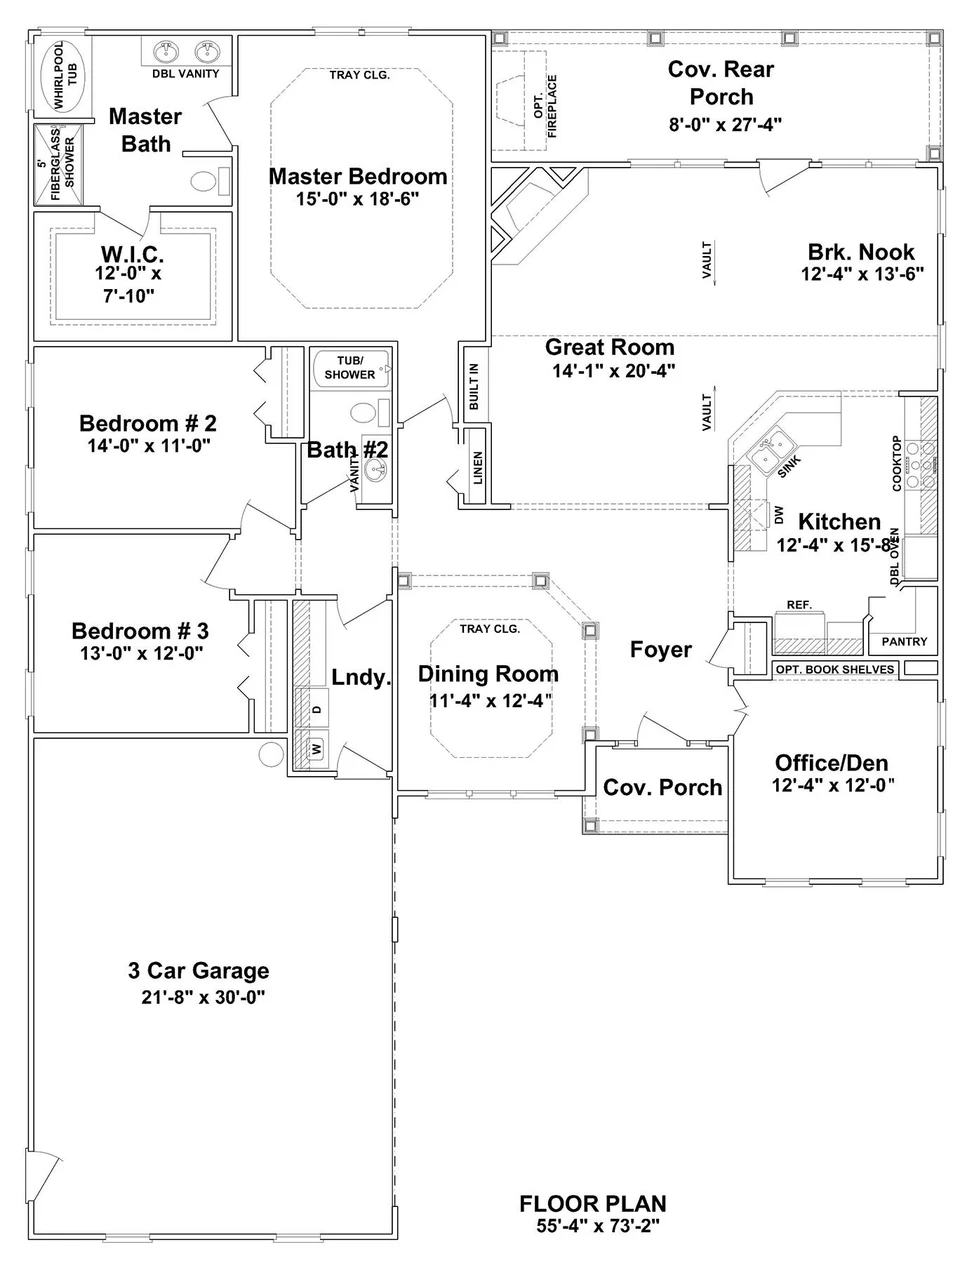 WHIRLPOOL
TUB
DBL VANITY
Master
Bath
5'
FIBERGLASS
SHOWER
TRAY CLG.
Master Bedroom
15'-0" x 18'-6"
OPT.
FIREPLACE
Cov. Rear
Porch
8'-0" x 27'-4"
W.I.C.
12'-0" x
7'-10"
VAULT
Brk. Nook
12'-4" x 13'-6"
Great Room
14'-1" x 20'-4"
VAULT
BUILT IN
TUB/
SHOWER
Bedroom # 2
14'-0" x 11'-0"
Bath #2
VANITY
LINEN
SINK
COOKTOP
DW
Kitchen
12'-4" x 15'-8"
DBL OVEN
REF.
PANTRY
OPT. BOOK SHELVES
Bedroom # 3
13'-0" x 12'-0"
Lndy.
D
W
TRAY CLG.
Dining Room
11'-4" x 12'-4"
Foyer
Cov. Porch
Office/Den
12'-4" x 12'-0"
3 Car Garage
21'-8" x 30'-0"
FLOOR PLAN
55'-4" x 73'-2"